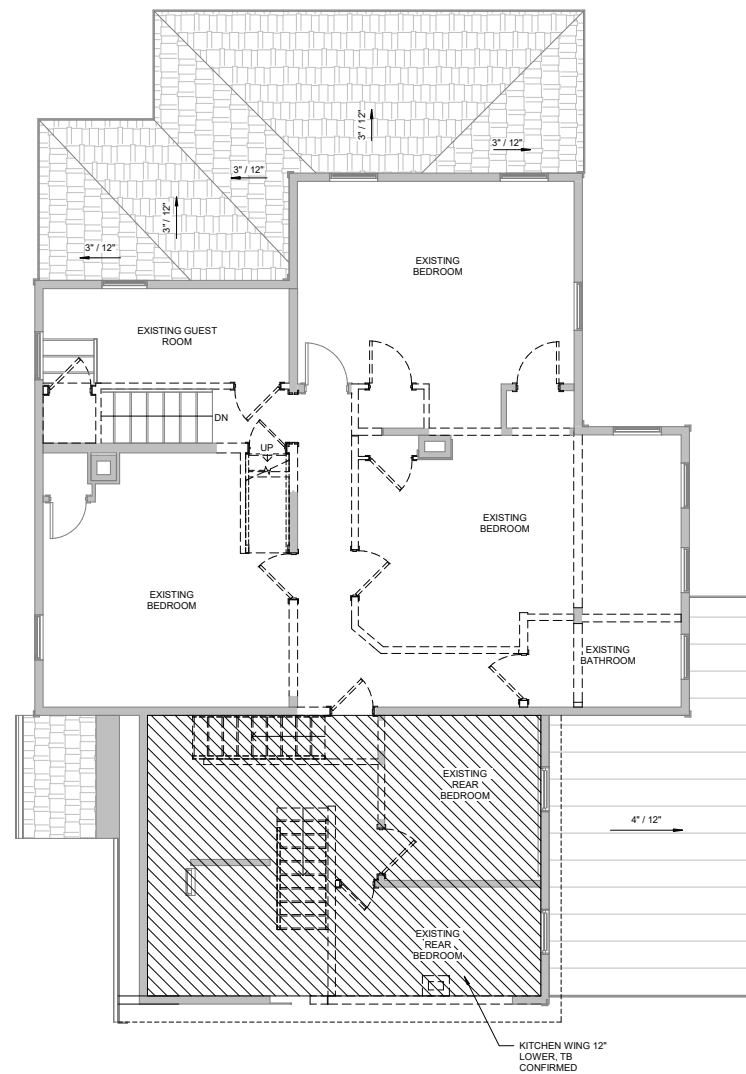 3" / 12"
3" / 12"
3" / 12"
3" / 12"
3" / 12"
EXISTING
BEDROOM
EXISTING GUEST
ROOM
DN
UP
EXISTING
BEDROOM
EXISTING
BEDROOM
EXISTING
BATHROOM
EXISTING
REAR
BEDROOM
4" / 12"
EXISTING
REAR
BEDROOM
KITCHEN WING 12"
LOWER, TB
CONFIRMED